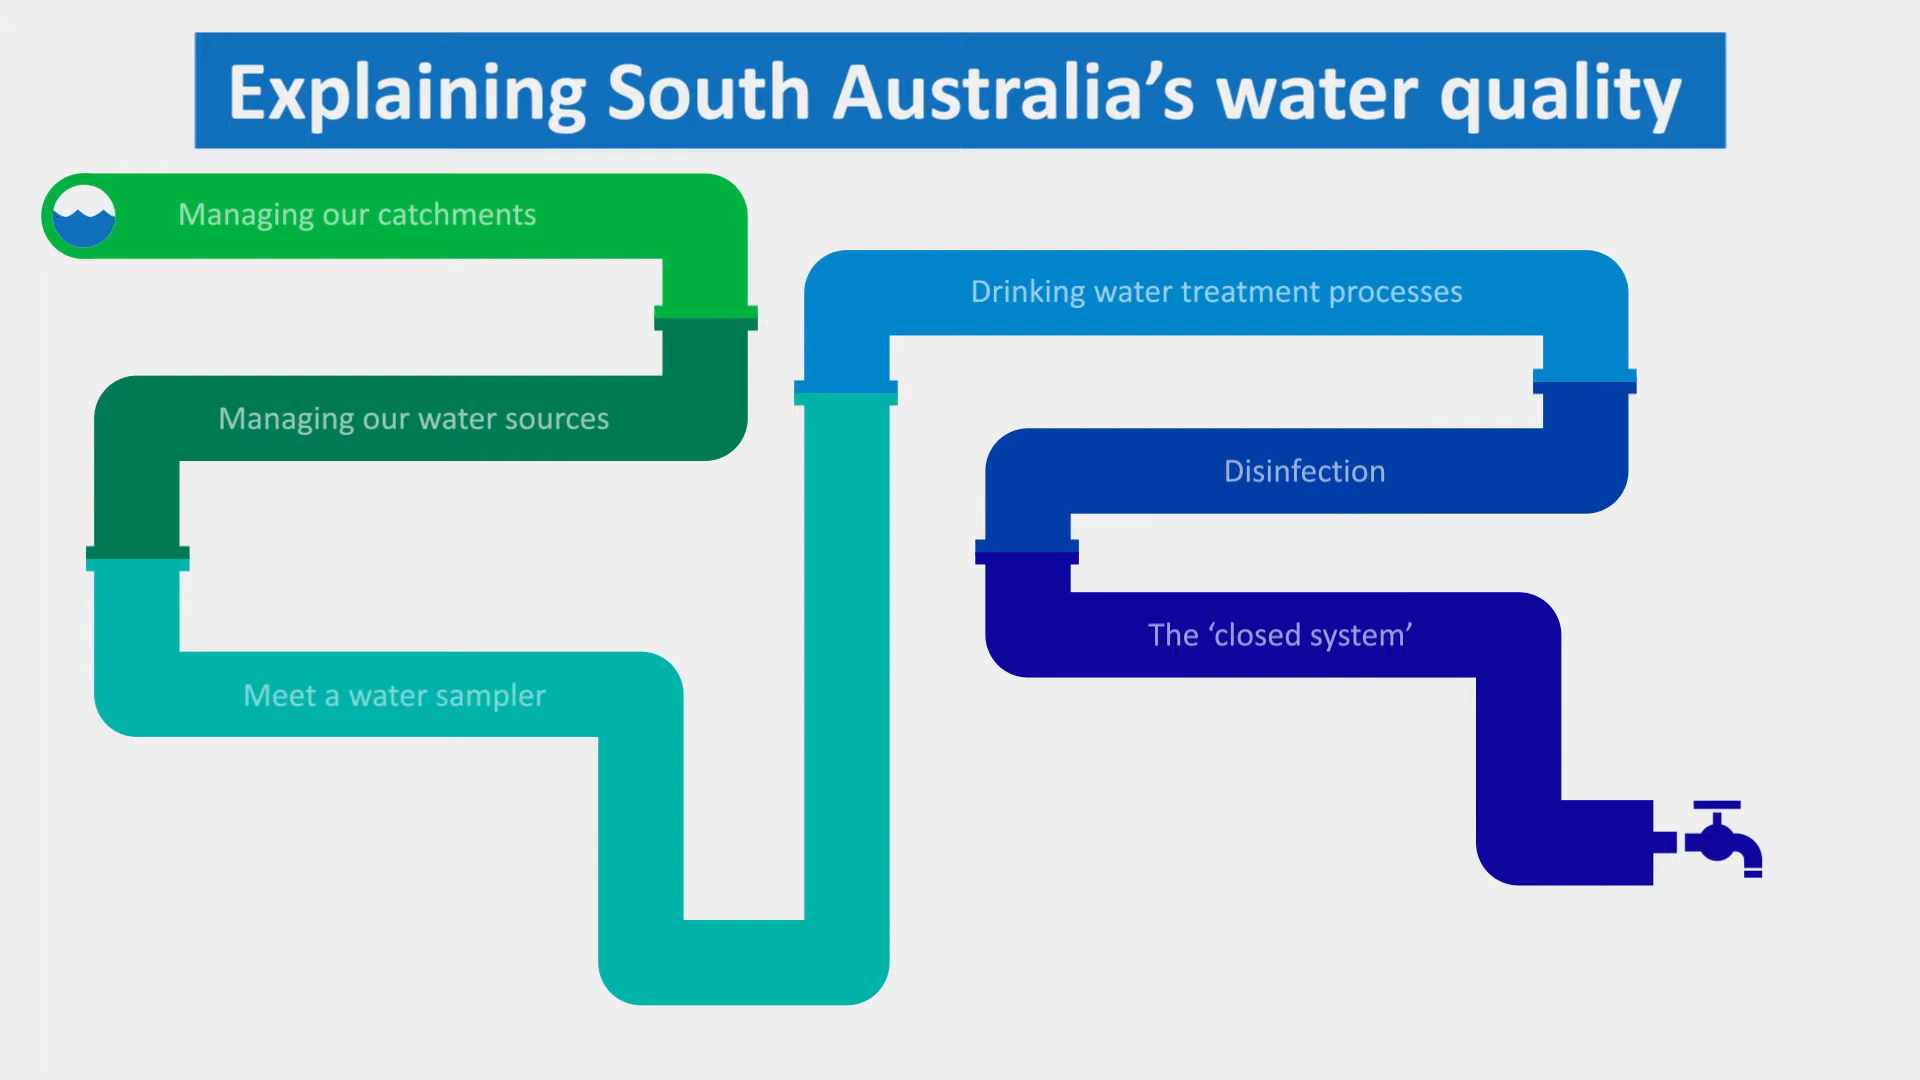 Explaining South Australia’s water quality
Managing our catchments
Managing our water sources
Meet a water sampler
Drinking water treatment processes
Disinfection
The ‘closed system’